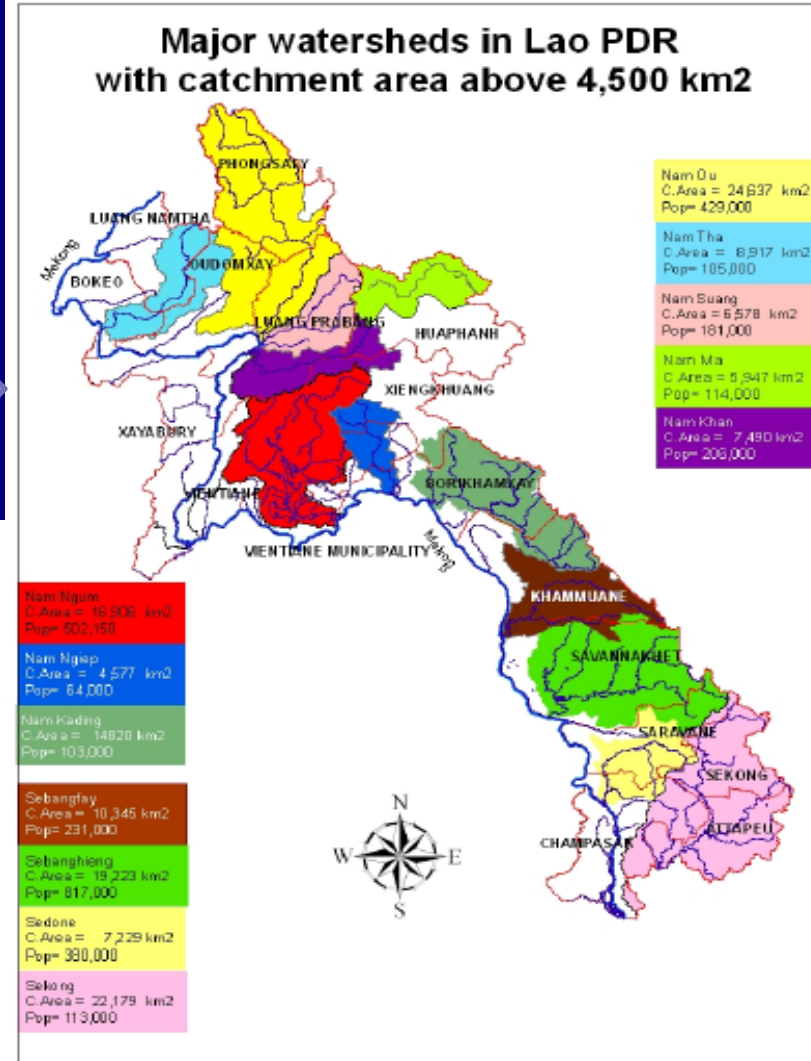 Major watersheds in Lao PDR
with catchment area above 4,500 km2
PHONGSALY
LUANG NAMTHA
Mekong
BOKEO
OUDOMXAY
LUANG PRABANG
HUAPHANH
XIENGKHUANG
XAYABURY
VIENTIANE
BORIKHAMXAY
VIENTIANE MUNICIPALITY
Mekong
KHAMMUANE
SAVANNAKHET
SARAVANE
SEKONG
ATTAPEU
CHAMPASAK
Nam Ou
C.Area = 24,637 km2
Pop= 429,000
Nam Tha
C.Area = 8,917 km2
Pop= 105,000
Nam Suang
C.Area = 6,578 km2
Pop= 181,000
Nam Ma
C.Area = 5,947 km2
Pop= 114,000
Nam Khan
C.Area = 7,490 km2
Pop= 206,000
Nam Ngum
C.Area = 16,906 km2
Pop= 502,150
Nam Ngiep
C.Area = 4,577 km2
Pop= 64,000
Nam Kading
C.Area = 14820 km2
Pop= 103,000
Sebangfay
C.Area = 10,345 km2
Pop= 231,000
Sebanghieng
C.Area = 19,223 km2
Pop= 617,000
Sedone
C.Area = 7,229 km2
Pop= 380,000
Sekong
C.Area = 22,179 km2
Pop= 113,000
N
W
E
S